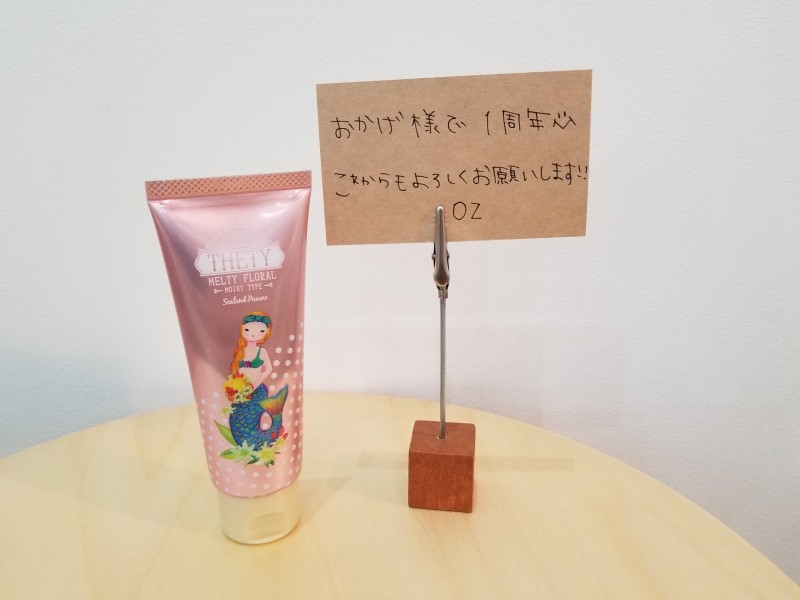 おかげ様で 1周年♡
これからもよろしくお願いします!!
OZ
THETY
MELTY FLORAL
MOIST TYPE